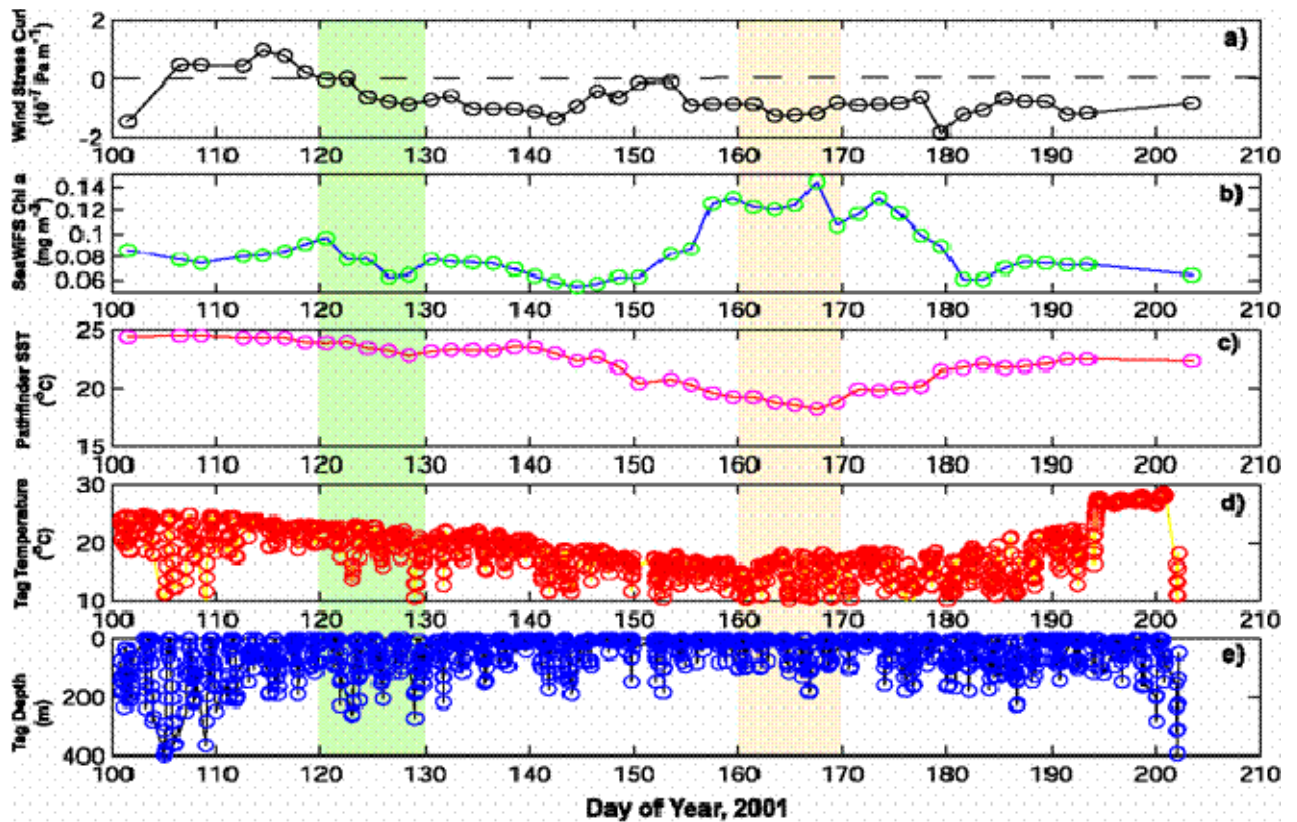 Wind Stress Curl
(10⁻⁷ Pa m⁻¹)
2
0
-2
a)
100 110 120 130 140 150 160 170 180 190 200 210
SeaWiFS Chl a
(mg m⁻³)
0.14
0.12
0.1
0.08
0.06
b)
100 110 120 130 140 150 160 170 180 190 200 210
Pathfinder SST
(°C)
25
20
15
c)
100 110 120 130 140 150 160 170 180 190 200 210
Tag Temperature
(°C)
30
20
10
d)
100 110 120 130 140 150 160 170 180 190 200 210
Tag Depth
(m)
0
200
400
e)
100 110 120 130 140 150 160 170 180 190 200 210
Day of Year, 2001